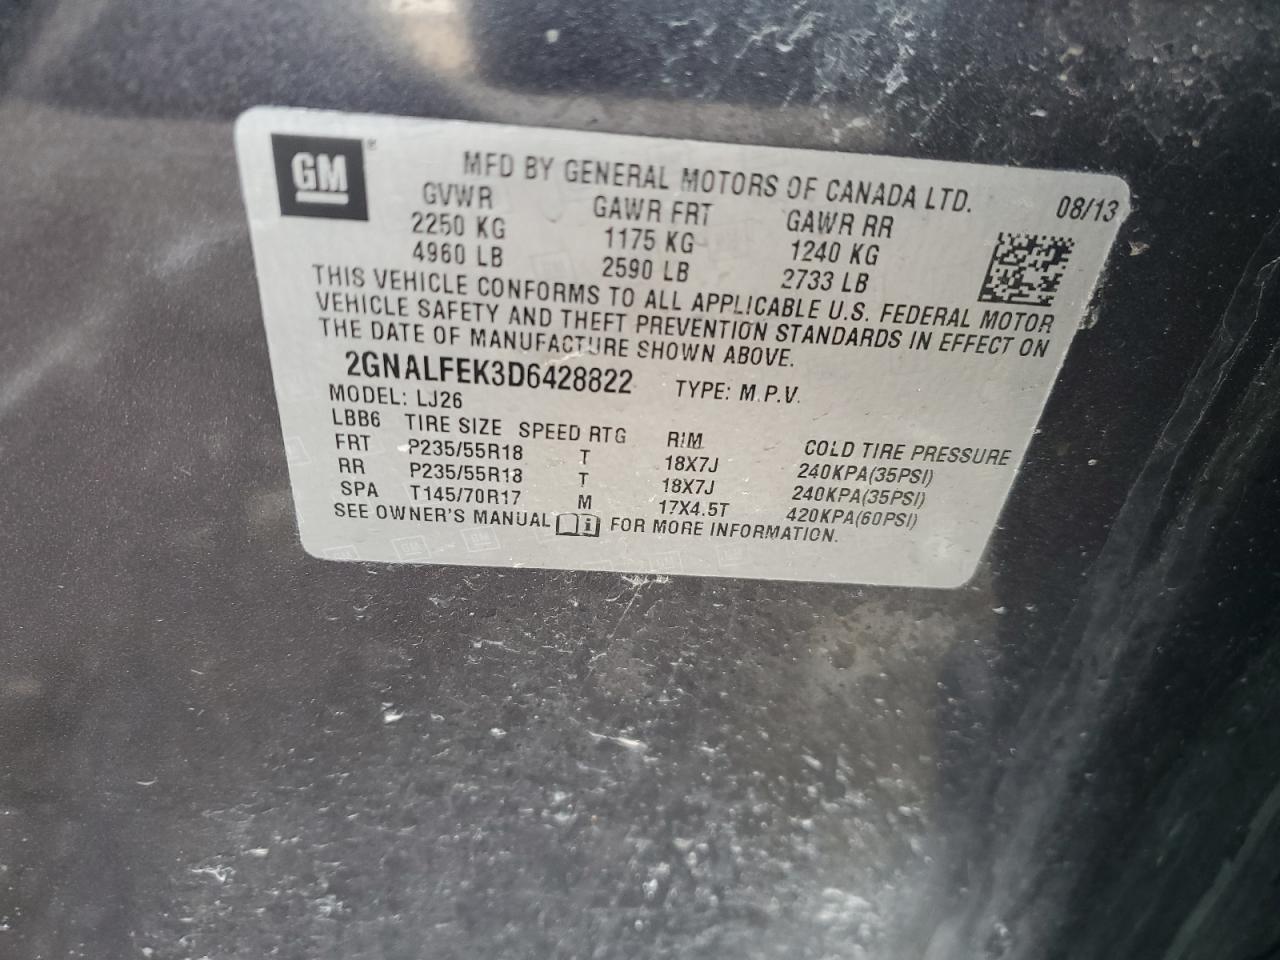 GM®
MFD BY GENERAL MOTORS OF CANADA LTD.
08/13
GVWR GAWR FRT GAWR RR
2250 KG 1175 KG 1240 KG
4960 LB 2590 LB 2733 LB
THIS VEHICLE CONFORMS TO ALL APPLICABLE U.S. FEDERAL MOTOR
VEHICLE SAFETY AND THEFT PREVENTION STANDARDS IN EFFECT ON
THE DATE OF MANUFACTURE SHOWN ABOVE.
2GNALFEK3D6428822 TYPE: M.P.V.
MODEL: LJ26
LBB6 TIRE SIZE SPEED RTG RIM COLD TIRE PRESSURE
FRT P235/55R18 T 18X7J 240KPA(35PSI)
RR P235/55R18 T 18X7J 240KPA(35PSI)
SPA T145/70R17 M 17X4.5T 420KPA(60PSI)
SEE OWNER'S MANUAL i FOR MORE INFORMATION.